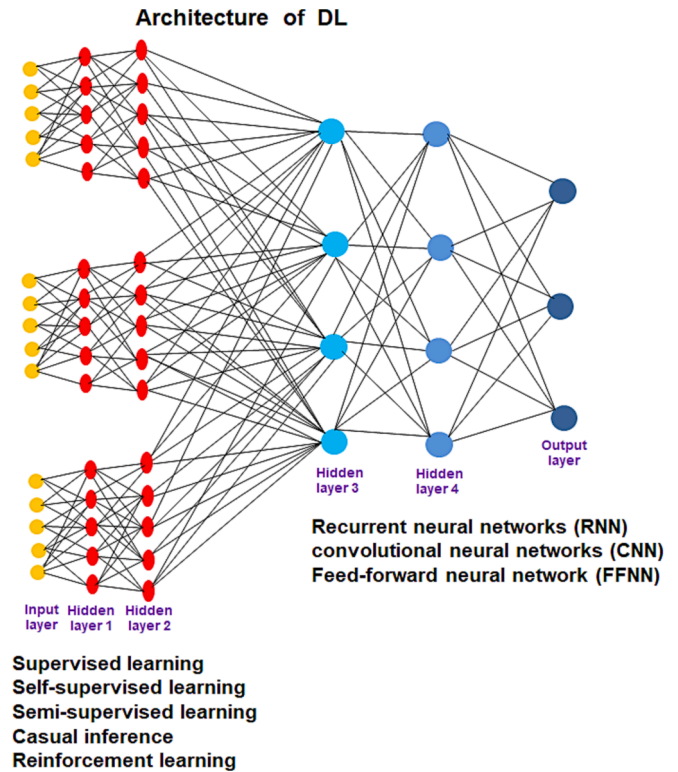 Architecture of DL
Hidden
layer 3
Hidden
layer 4
Output
layer
Recurrent neural networks (RNN)
convolutional neural networks (CNN)
Feed-forward neural network (FFNN)
Input
layer
Hidden
layer 1
Hidden
layer 2
Supervised learning
Self-supervised learning
Semi-supervised learning
Casual inference
Reinforcement learning